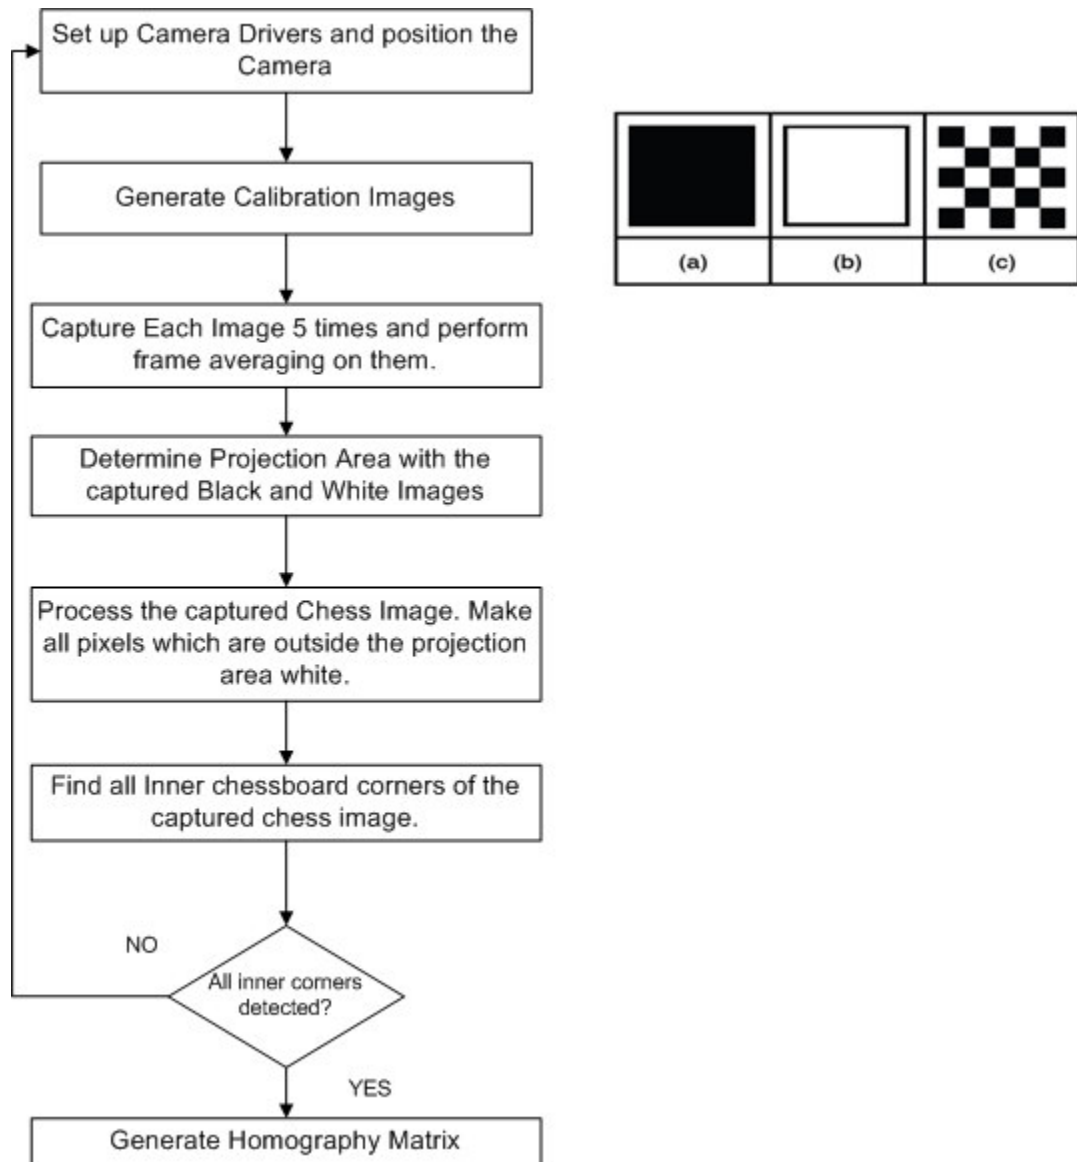 Set up Camera Drivers and position the
Camera
Generate Calibration Images
Capture Each Image 5 times and perform
frame averaging on them.
Determine Projection Area with the
captured Black and White Images
Process the captured Chess Image. Make
all pixels which are outside the projection
area white.
Find all Inner chessboard corners of the
captured chess image.
NO
All inner corners
detected?
YES
Generate Homography Matrix
(a) (b) (c)